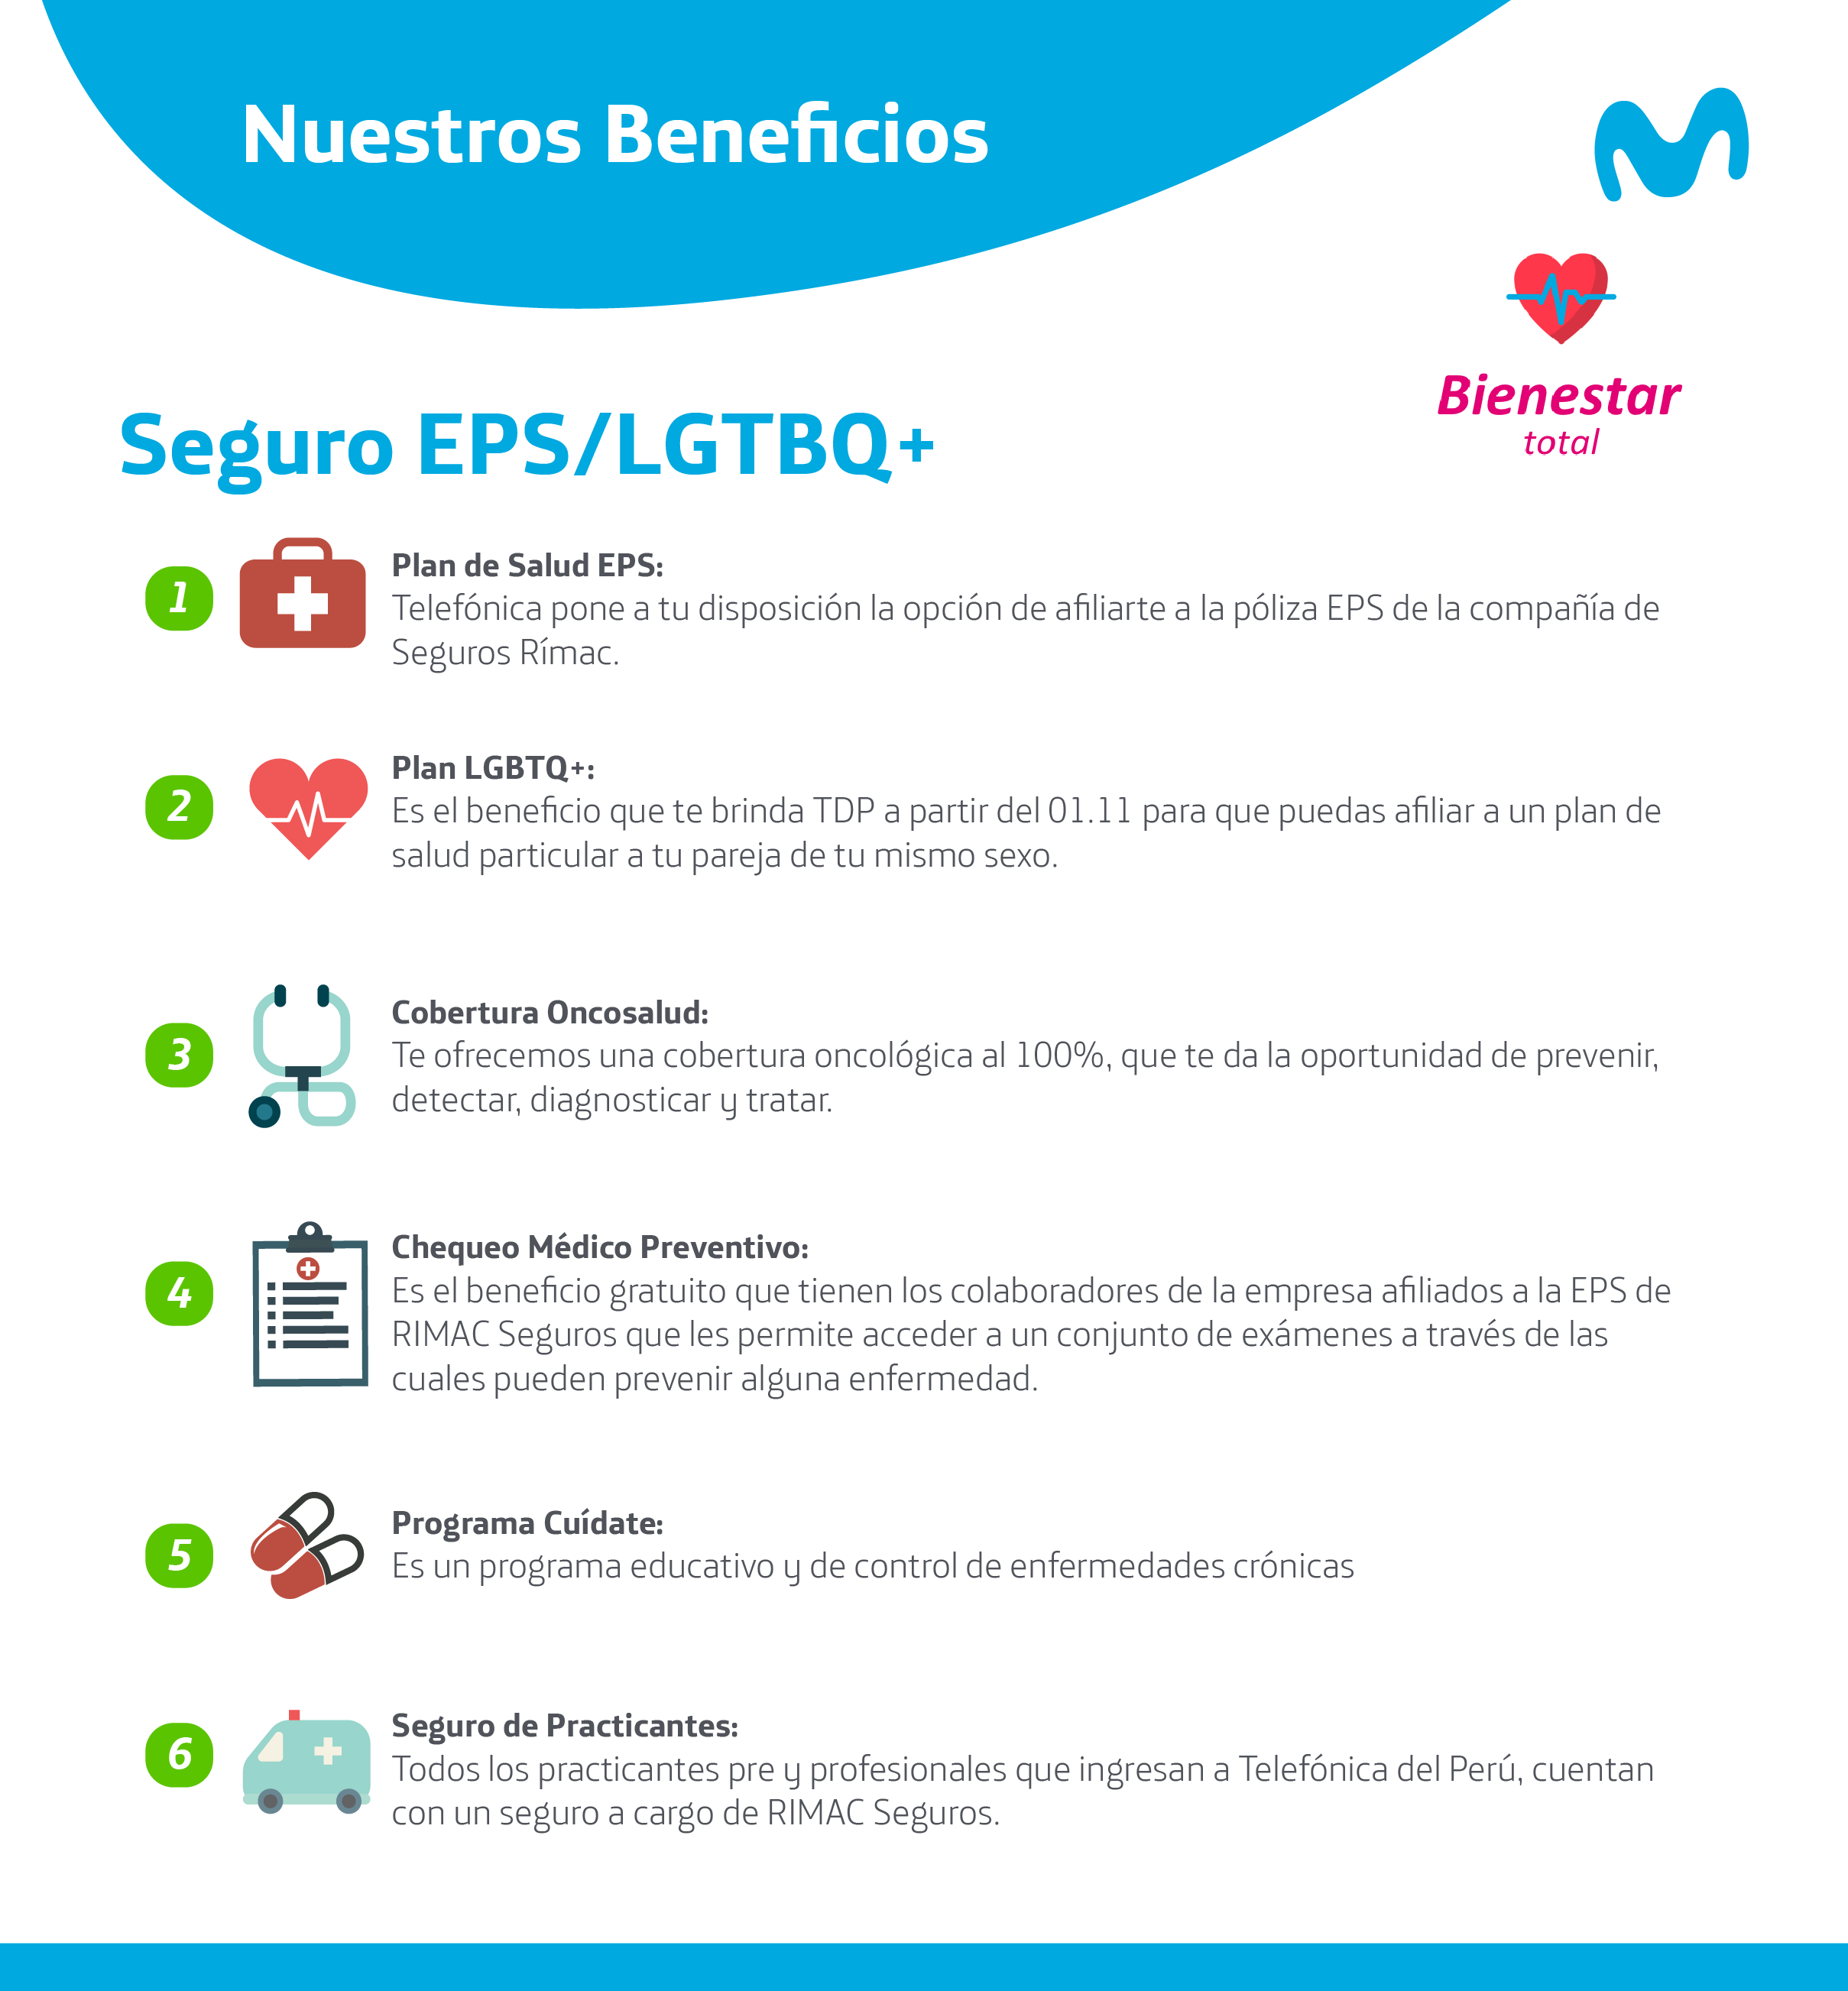 Nuestros Beneficios
Bienestar
total
Seguro EPS/LGTBQ+
1
Plan de Salud EPS:
Telefónica pone a tu disposición la opción de afiliarte a la póliza EPS de la compañía de
Seguros Rímac.
2
Plan LGBTQ+:
Es el beneficio que te brinda TDP a partir del 01.11 para que puedas afiliar a un plan de
salud particular a tu pareja de tu mismo sexo.
3
Cobertura Oncosalud:
Te ofrecemos una cobertura oncológica al 100%, que te da la oportunidad de prevenir,
detectar, diagnosticar y tratar.
4
Chequeo Médico Preventivo:
Es el beneficio gratuito que tienen los colaboradores de la empresa afiliados a la EPS de
RIMAC Seguros que les permite acceder a un conjunto de exámenes a través de las
cuales pueden prevenir alguna enfermedad.
5
Programa Cuídate:
Es un programa educativo y de control de enfermedades crónicas
6
Seguro de Practicantes:
Todos los practicantes pre y profesionales que ingresan a Telefónica del Perú, cuentan
con un seguro a cargo de RIMAC Seguros.